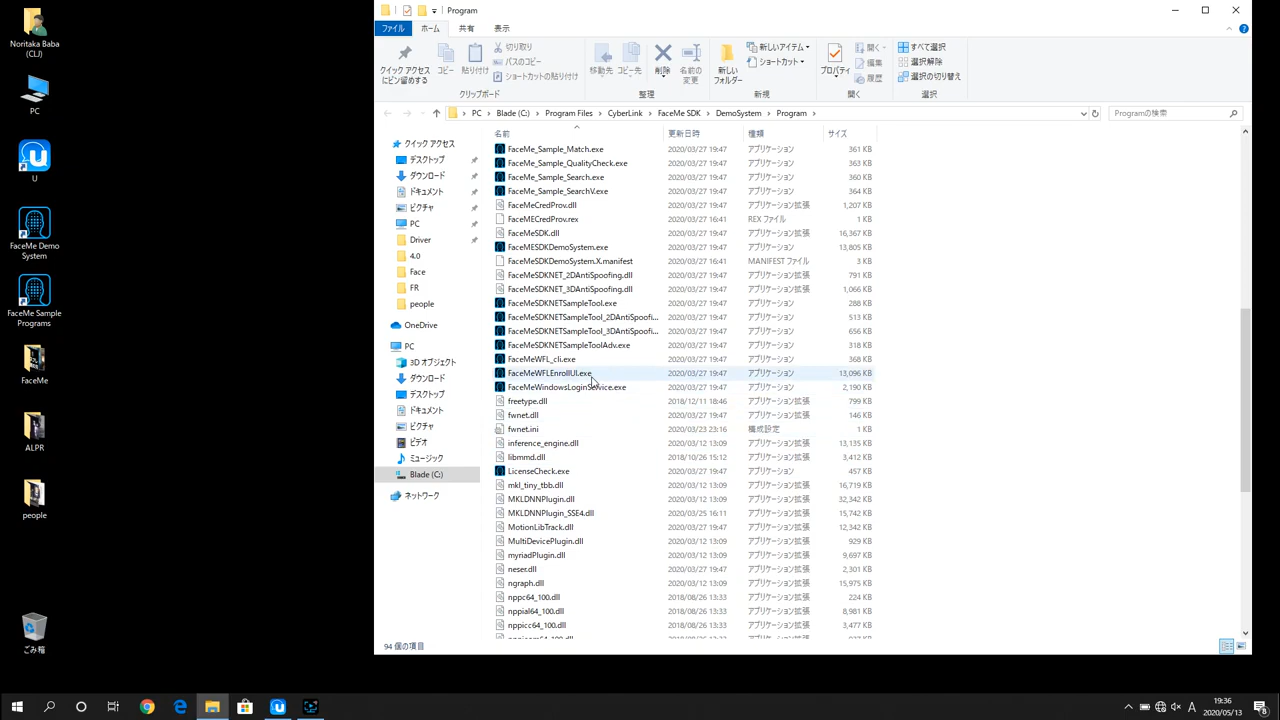 Noritaka Baba
(CLJ)
PC
U
FaceMe Demo
System
FaceMe Sample
Programs
FaceMe
ALPR
people
ごみ箱
Program
ファイル ホーム 共有 表示
クイック アクセス
にピン留めする
コピー
貼り付け
切り取り
パスのコピー
ショートカットの貼り付け
クリップボード
移動先
コピー先
削除
名前の
変更
整理
新しい
フォルダー
新しいアイテム
ショートカット
新規
プロパティ
開く
編集
履歴
開く
すべて選択
選択解除
選択の切り替え
選択
PC > Blade (C:) > Program Files > CyberLink > FaceMe SDK > DemoSystem > Program >
Programの検索
クイック アクセス
デスクトップ
ダウンロード
ドキュメント
ピクチャ
PC
Driver
4.0
Face
FR
people
OneDrive
PC
3D オブジェクト
ダウンロード
デスクトップ
ドキュメント
ピクチャ
ビデオ
ミュージック
Blade (C:)
ネットワーク
名前 更新日時 種類 サイズ
FaceMe_Sample_Match.exe 2020/03/27 19:47 アプリケーション 361 KB
FaceMe_Sample_QualityCheck.exe 2020/03/27 19:47 アプリケーション 363 KB
FaceMe_Sample_Search.exe 2020/03/27 19:47 アプリケーション 360 KB
FaceMe_Sample_SearchV.exe 2020/03/27 19:47 アプリケーション 364 KB
FaceMeCredProv.dll 2020/03/27 19:47 アプリケーション拡張 1,207 KB
FaceMECredProv.rex 2020/03/27 16:41 REX ファイル 1 KB
FaceMeSDK.dll 2020/03/27 19:47 アプリケーション拡張 16,367 KB
FaceMESDKDemoSystem.exe 2020/03/27 19:47 アプリケーション 13,805 KB
FaceMeSDKDemoSystem.X.manifest 2020/03/27 16:41 MANIFEST ファイル 3 KB
FaceMeSDKNET_2DAntiSpoofing.dll 2020/03/27 19:47 アプリケーション拡張 791 KB
FaceMeSDKNET_3DAntiSpoofing.dll 2020/03/27 19:47 アプリケーション拡張 1,066 KB
FaceMeSDKNETSampleTool.exe 2020/03/27 19:47 アプリケーション 288 KB
FaceMeSDKNETSampleTool_2DAntiSpoofi... 2020/03/27 19:47 アプリケーション 513 KB
FaceMeSDKNETSampleTool_3DAntiSpoofi... 2020/03/27 19:47 アプリケーション 656 KB
FaceMeSDKNETSampleToolAdv.exe 2020/03/27 19:47 アプリケーション 318 KB
FaceMeWFL_cli.exe 2020/03/27 19:47 アプリケーション 368 KB
FaceMeWFLEnrollUI.exe 2020/03/27 19:47 アプリケーション 13,096 KB
FaceMeWindowsLoginService.exe 2020/03/27 19:47 アプリケーション 2,190 KB
freetype.dll 2018/12/11 18:46 アプリケーション拡張 799 KB
fwnet.dll 2020/03/27 19:47 アプリケーション拡張 146 KB
fwnet.ini 2020/03/23 23:16 構成設定 1 KB
inference_engine.dll 2020/03/12 13:09 アプリケーション拡張 13,135 KB
libmmd.dll 2018/10/26 15:12 アプリケーション拡張 3,412 KB
LicenseCheck.exe 2020/03/27 19:47 アプリケーション 457 KB
mkl_tiny_tbb.dll 2020/03/12 13:09 アプリケーション拡張 16,719 KB
MKLDNNPlugin.dll 2020/03/12 13:09 アプリケーション拡張 32,342 KB
MKLDNNPlugin_SSE4.dll 2020/03/25 16:11 アプリケーション拡張 15,742 KB
MotionLibTrack.dll 2020/03/27 19:47 アプリケーション拡張 12,342 KB
MultiDevicePlugin.dll 2020/03/12 13:09 アプリケーション拡張 929 KB
myriadPlugin.dll 2020/03/12 13:09 アプリケーション拡張 9,697 KB
neser.dll 2020/03/27 19:47 アプリケーション拡張 2,301 KB
ngraph.dll 2020/03/12 13:09 アプリケーション拡張 15,975 KB
nppc64_100.dll 2018/08/26 13:33 アプリケーション拡張 224 KB
nppial64_100.dll 2018/08/26 13:33 アプリケーション拡張 8,981 KB
nppicc64_100.dll 2018/08/26 13:33 アプリケーション拡張 3,477 KB
94 個の項目
A
19:36
2020/05/13
8